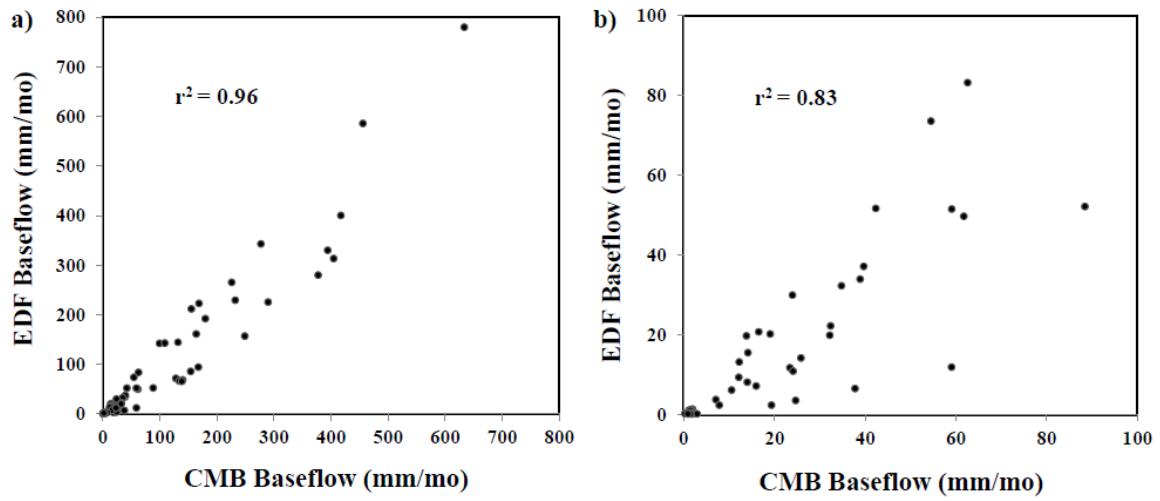 a)
EDF Baseflow (mm/mo)
800
700
600
500
400
300
200
100
0
r² = 0.96
0 100 200 300 400 500 600 700 800
CMB Baseflow (mm/mo)
b)
EDF Baseflow (mm/mo)
100
80
60
40
20
0
r² = 0.83
0 20 40 60 80 100
CMB Baseflow (mm/mo)